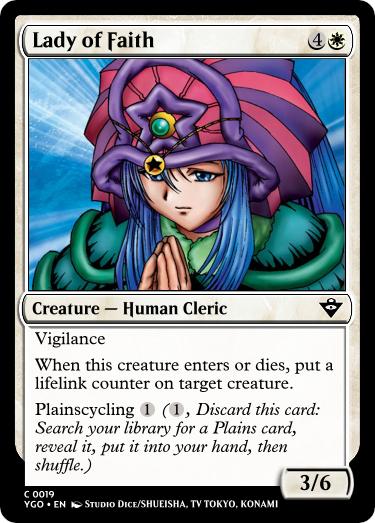 Lady of Faith 4
Creature — Human Cleric
Vigilance
When this creature enters or dies, put a
lifelink counter on target creature.
Plainscycling 1 (1, Discard this card:
Search your library for a Plains card,
reveal it, put it into your hand, then
shuffle.)
3/6
C 0019
YGO • EN Studio Dice/SHUEISHA, TV TOKYO, KONAMI